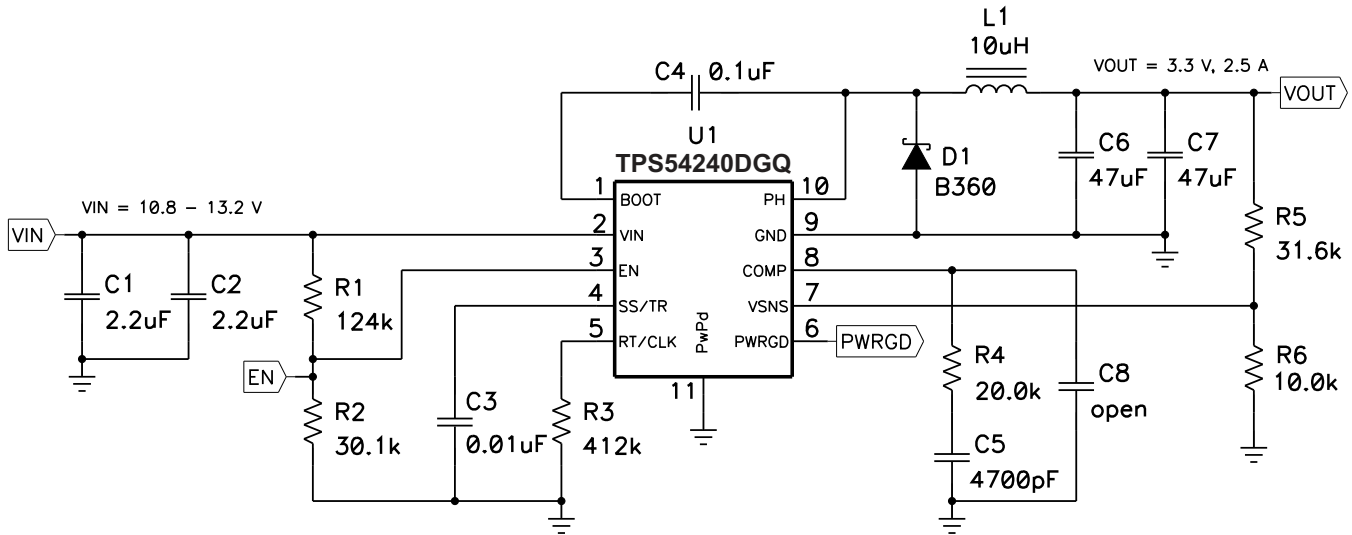 L1
10uH
C4 0.1uF
VOUT = 3.3 V, 2.5 A
VOUT
U1
TPS54240DGQ
C6
47uF
C7
47uF
D1
B360
1 BOOT
PH 10
VIN = 10.8 - 13.2 V
VIN
2 VIN
GND 9
3 EN
COMP 8
4 SS/TR
VSNS 7
5 RT/CLK
PWRGD 6
PwPd
11
PWRGD
C1
2.2uF
C2
2.2uF
R1
124k
EN
R2
30.1k
C3
0.01uF
R3
412k
R4
20.0k
C8
open
C5
4700pF
R5
31.6k
R6
10.0k